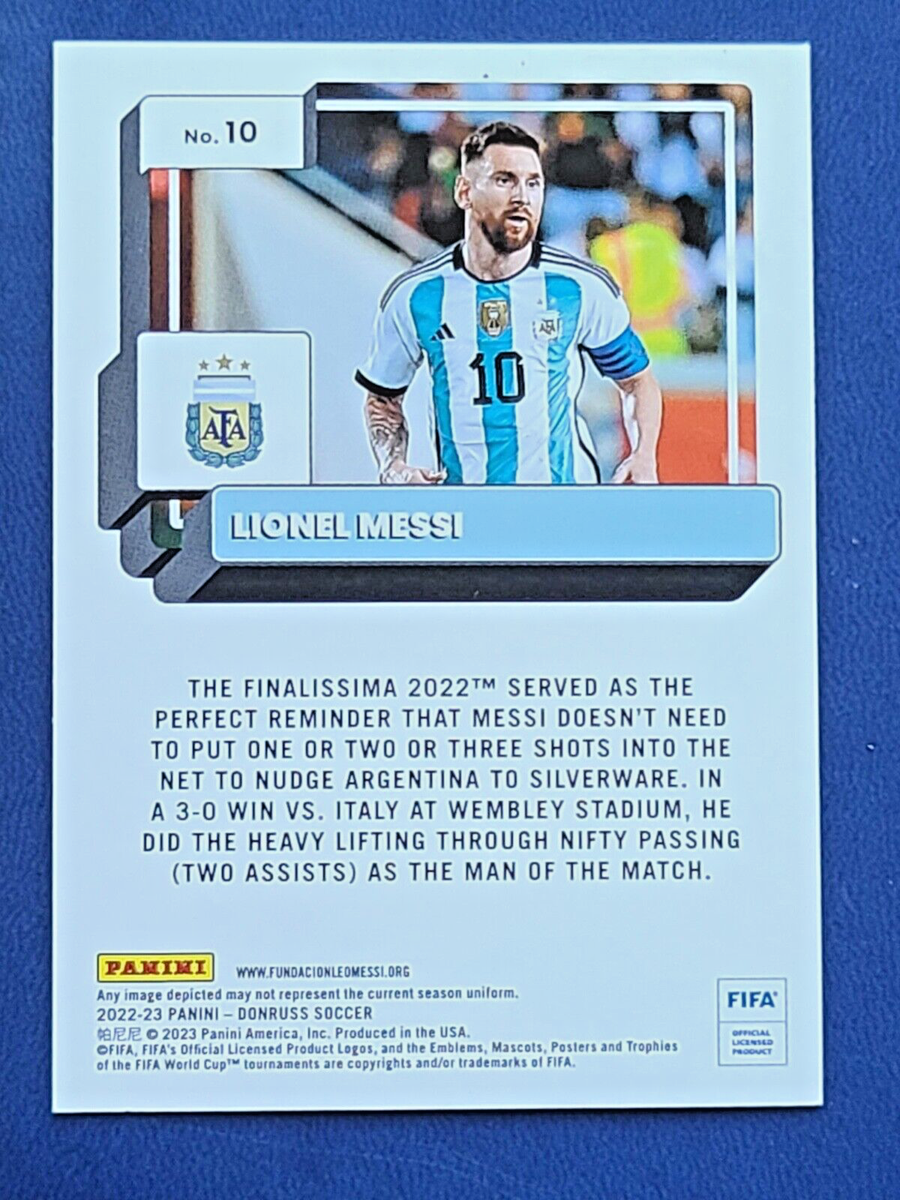 No. 10
10
AFA
AFA
LIONEL MESSI
THE FINALISSIMA 2022™ SERVED AS THE
PERFECT REMINDER THAT MESSI DOESN'T NEED
TO PUT ONE OR TWO OR THREE SHOTS INTO THE
NET TO NUDGE ARGENTINA TO SILVERWARE. IN
A 3-0 WIN VS. ITALY AT WEMBLEY STADIUM, HE
DID THE HEAVY LIFTING THROUGH NIFTY PASSING
(TWO ASSISTS) AS THE MAN OF THE MATCH.
PANINI WWW.FUNDACIONLEOMESSI.ORG
Any image depicted may not represent the current season uniform.
2022-23 PANINI – DONRUSS SOCCER
帕尼尼 © 2023 Panini America, Inc. Produced in the USA.
©FIFA, FIFA's Official Licensed Product Logos, and the Emblems, Mascots, Posters and Trophies
of the FIFA World Cup™ tournaments are copyrights and/or trademarks of FIFA.
FIFA®
OFFICIAL
LICENSED
PRODUCT